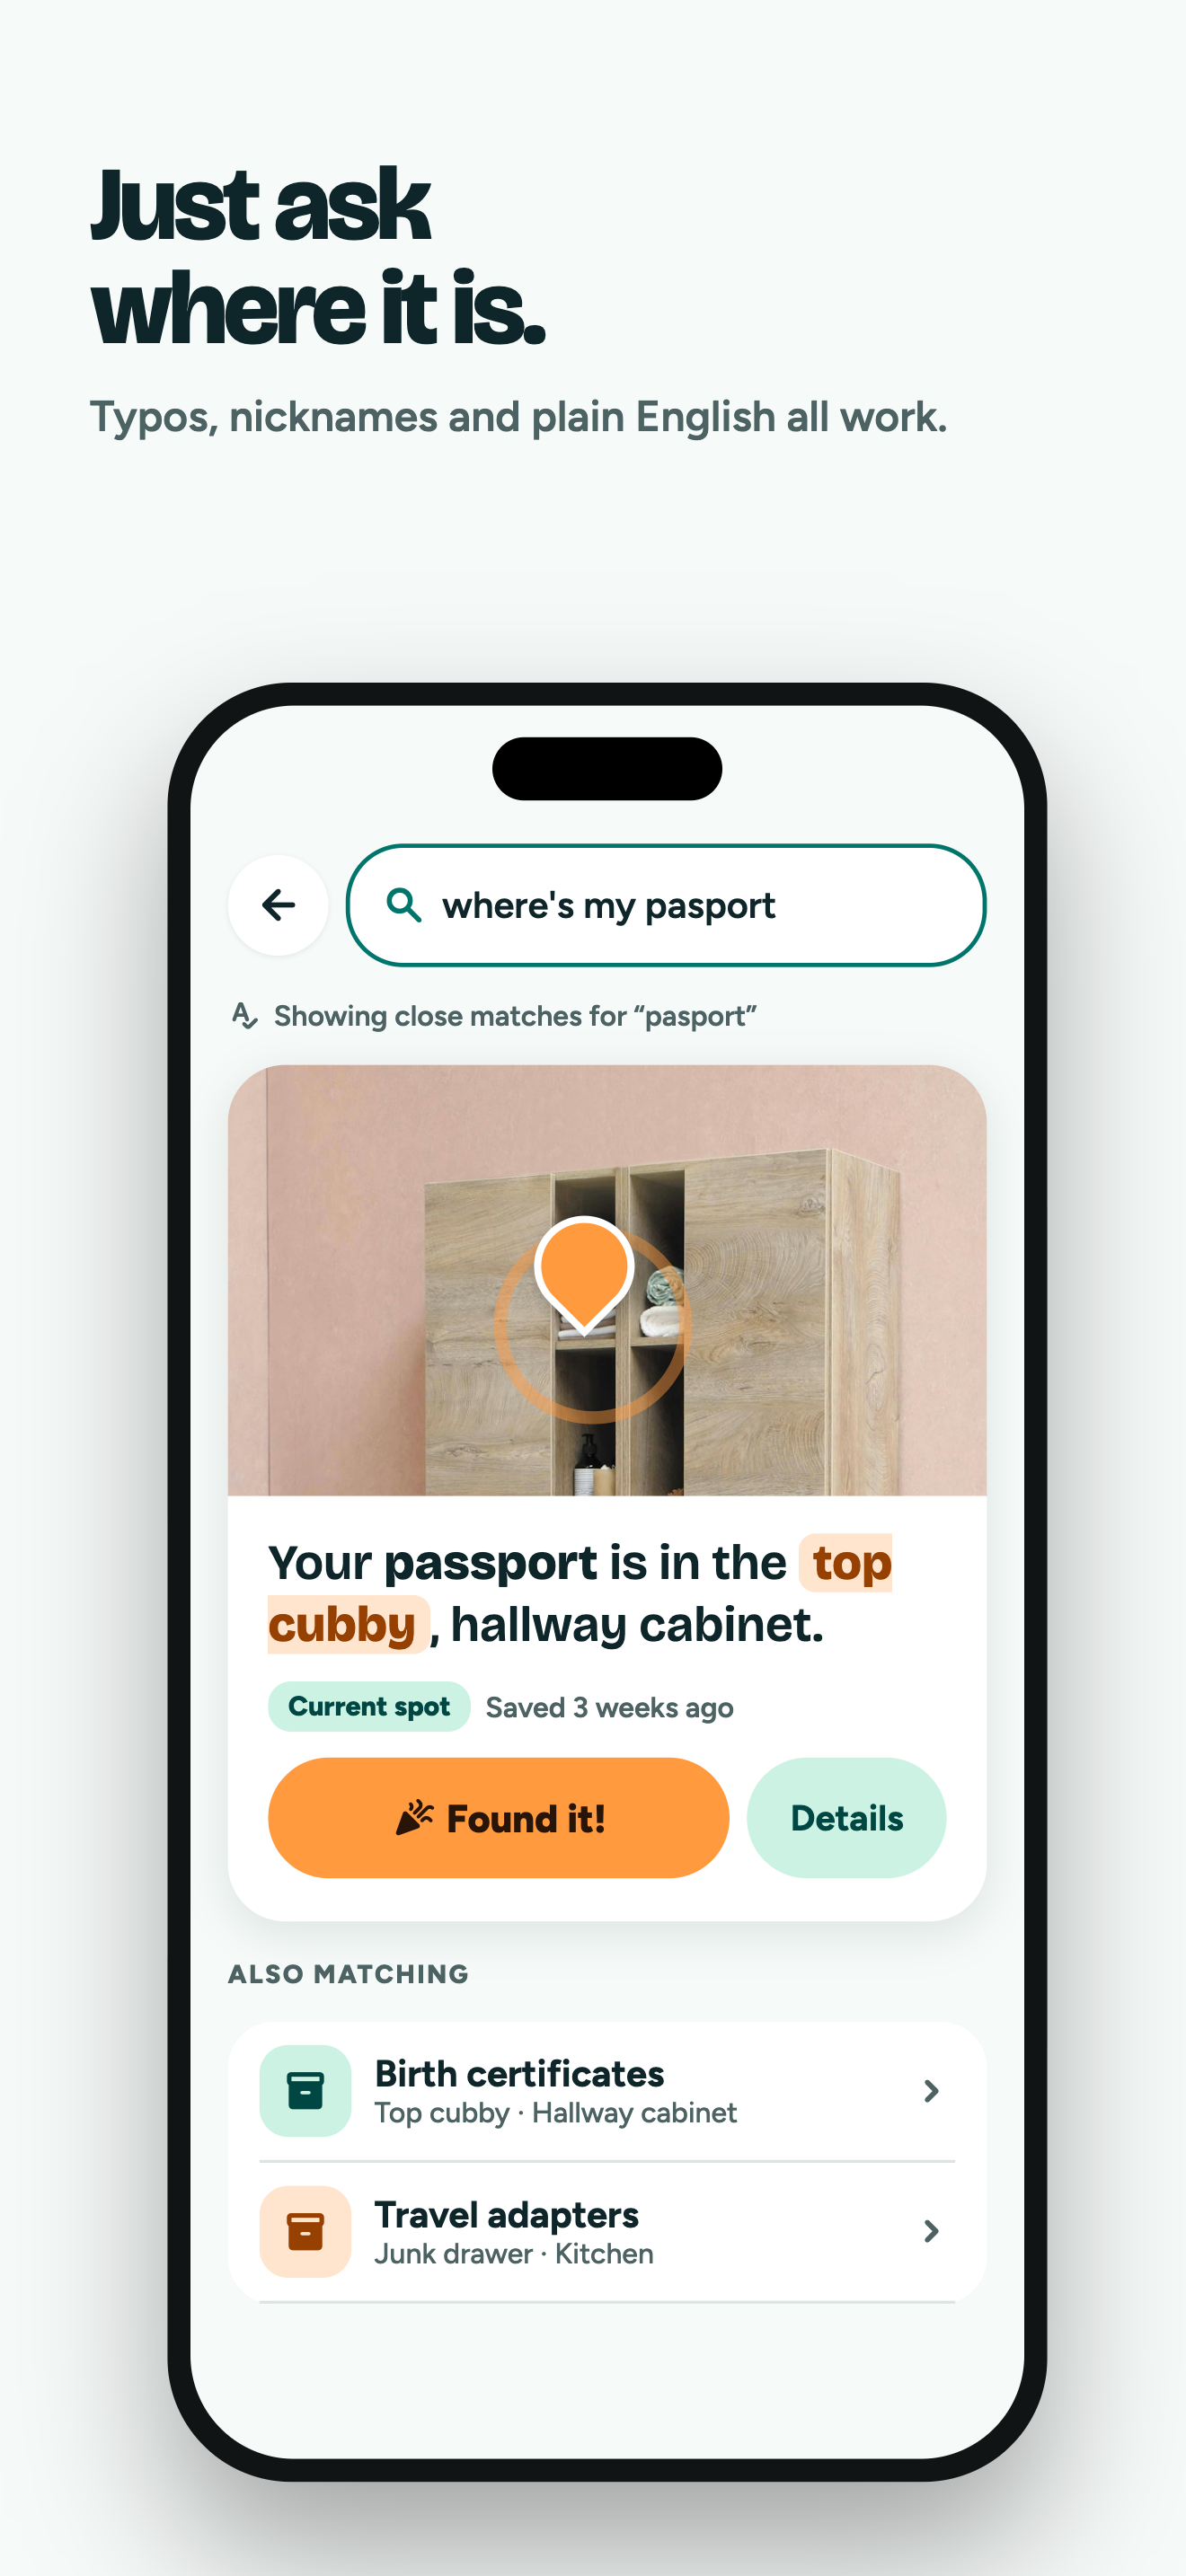 Just ask
where it is.
Typos, nicknames and plain English all work.
where's my pasport
Showing close matches for “pasport”
Your passport is in the top
cubby, hallway cabinet.
Current spot Saved 3 weeks ago
Found it! Details
ALSO MATCHING
Birth certificates
Top cubby · Hallway cabinet
Travel adapters
Junk drawer · Kitchen